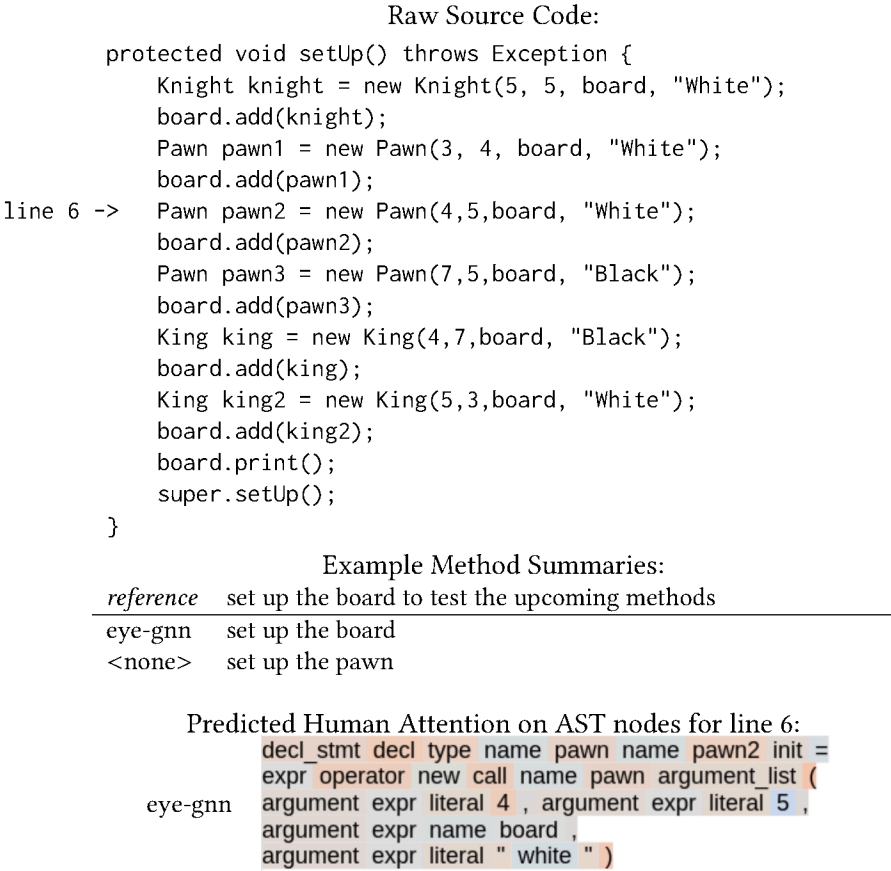 Raw Source Code:
protected void setUp() throws Exception {
Knight knight = new Knight(5, 5, board, "White");
board.add(knight);
Pawn pawn1 = new Pawn(3, 4, board, "White");
board.add(pawn1);
line 6 -> Pawn pawn2 = new Pawn(4,5,board, "White");
board.add(pawn2);
Pawn pawn3 = new Pawn(7,5,board, "Black");
board.add(pawn3);
King king = new King(4,7,board, "Black");
board.add(king);
King king2 = new King(5,3,board, "White");
board.add(king2);
board.print();
super.setUp();
}
Example Method Summaries:
reference set up the board to test the upcoming methods
eye-gnn set up the board
<none> set up the pawn
Predicted Human Attention on AST nodes for line 6:
decl_stmt decl type name pawn name pawn2 init =
expr operator new call name pawn argument_list (
eye-gnn argument expr literal 4 , argument expr literal 5 ,
argument expr name board ,
argument expr literal " white " )